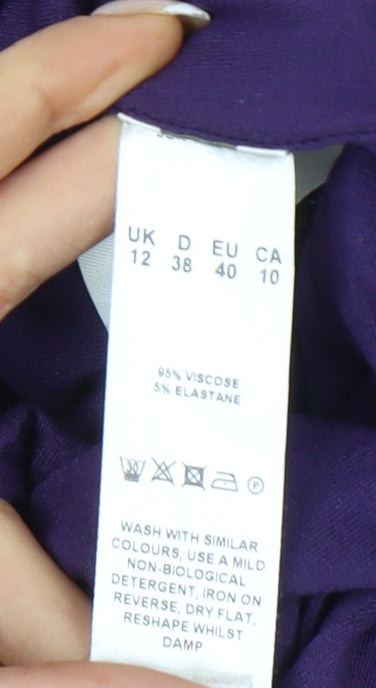 UK D EU CA
12 38 40 10
95% VISCOSE
5% ELASTANE
30 P
WASH WITH SIMILAR
COLOURS, USE A MILD
NON-BIOLOGICAL
DETERGENT, IRON ON
REVERSE, DRY FLAT,
RESHAPE WHILST
DAMP